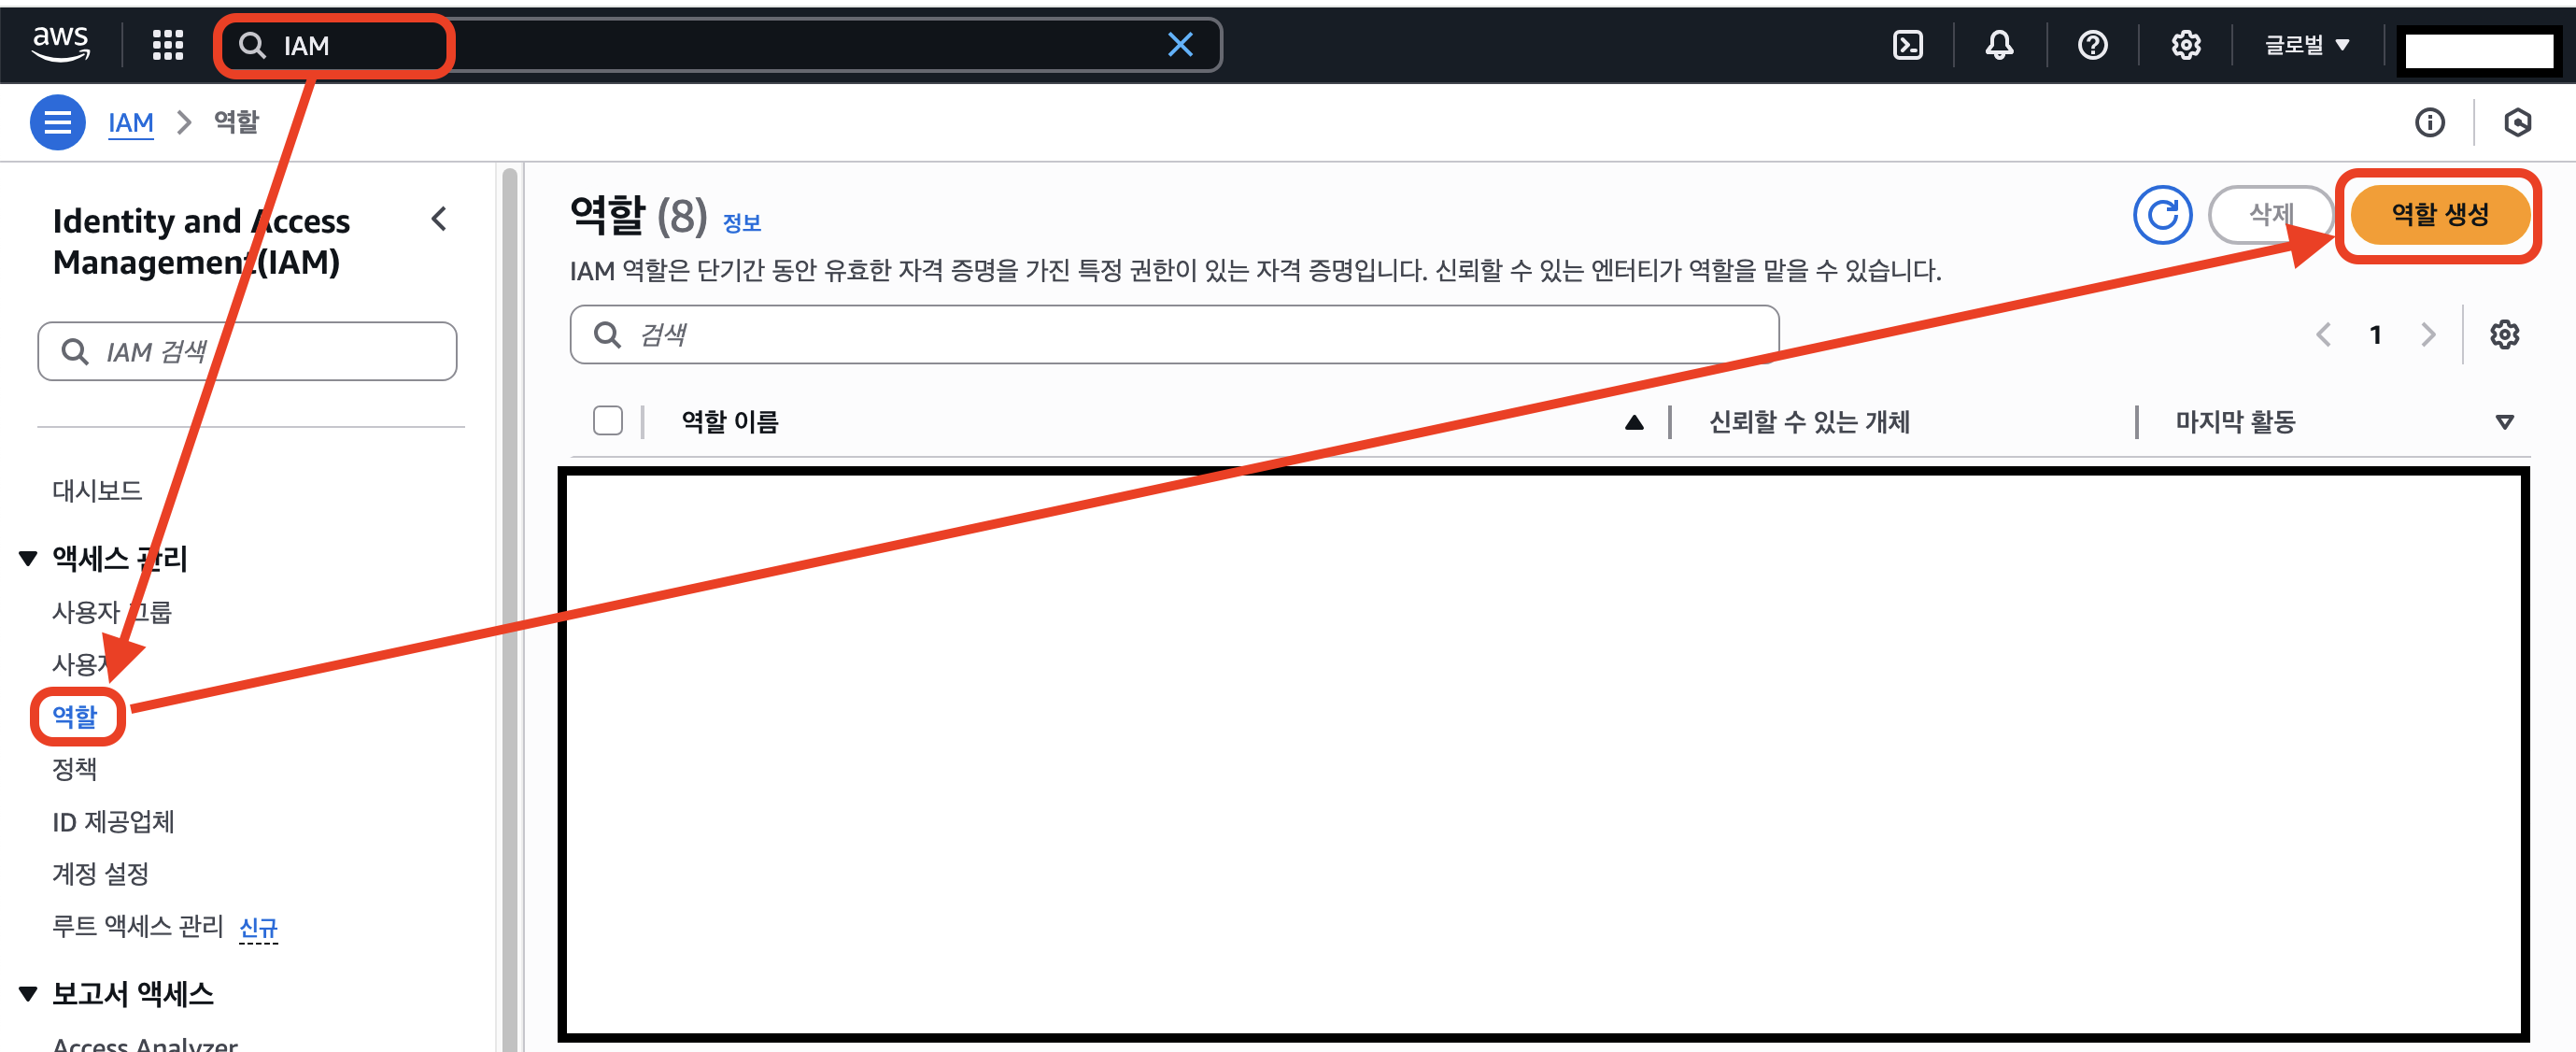 aws
IAM
글로벌
IAM
역할
Identity and Access
Management(IAM)
IAM 검색
대시보드
액세스 관리
사용자 그룹
사용자
역할
정책
ID 제공업체
계정 설정
루트 액세스 관리 신규
보고서 액세스
Access Analyzer
역할 (8) 정보
삭제
역할 생성
IAM 역할은 단기간 동안 유효한 자격 증명을 가진 특정 권한이 있는 자격 증명입니다. 신뢰할 수 있는 엔터티가 역할을 맡을 수 있습니다.
검색
1
역할 이름
신뢰할 수 있는 개체
마지막 활동